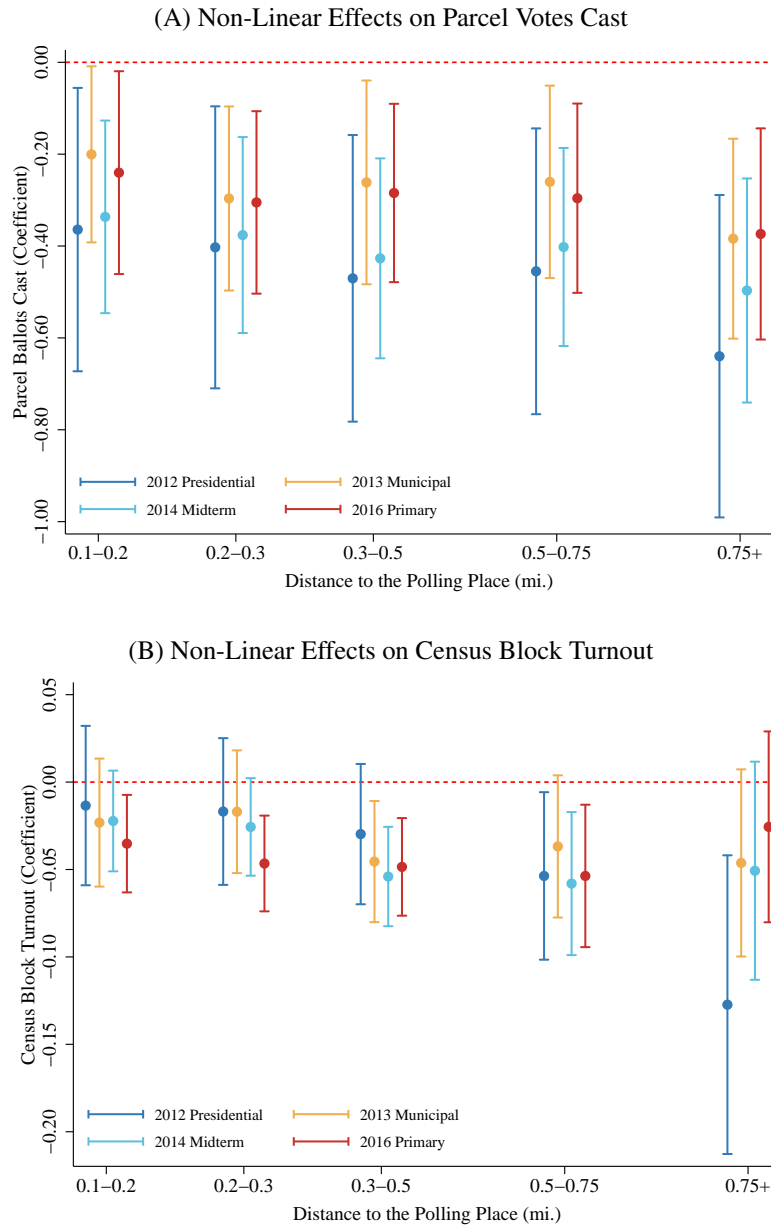 (A) Non-Linear Effects on Parcel Votes Cast
Parcel Ballots Cast (Coefficient)
0.00
−0.20
−0.40
−0.60
−0.80
−1.00
2012 Presidential
2013 Municipal
2014 Midterm
2016 Primary
0.1−0.2 0.2−0.3 0.3−0.5 0.5−0.75 0.75+
Distance to the Polling Place (mi.)
(B) Non-Linear Effects on Census Block Turnout
Census Block Turnout (Coefficient)
0.05
0.00
−0.05
−0.10
−0.15
−0.20
2012 Presidential
2013 Municipal
2014 Midterm
2016 Primary
0.1−0.2 0.2−0.3 0.3−0.5 0.5−0.75 0.75+
Distance to the Polling Place (mi.)